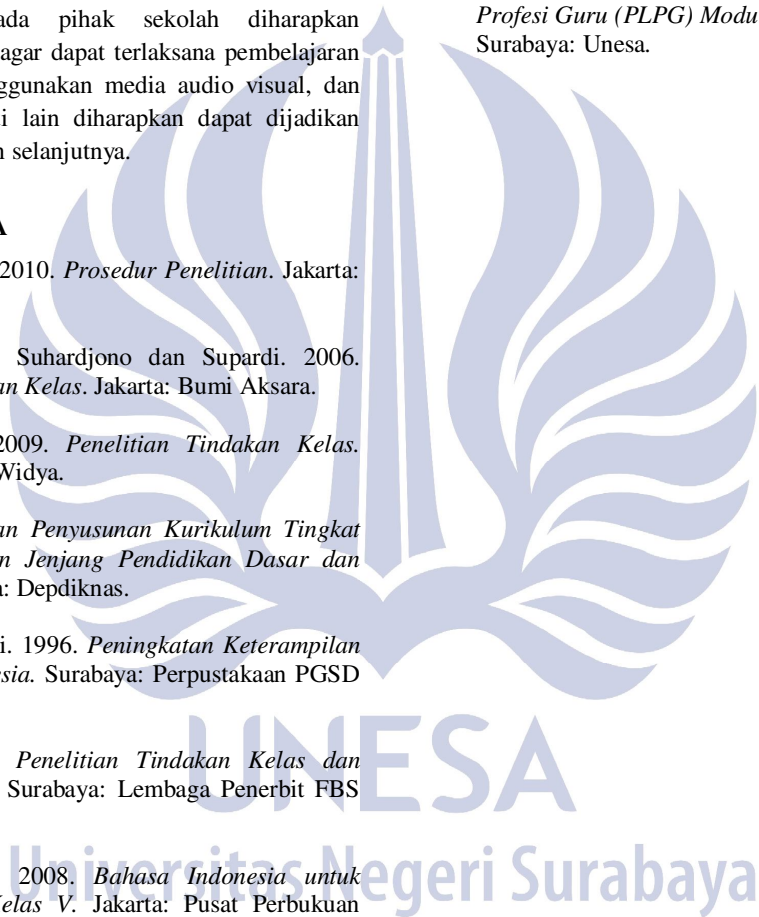 ada pihak sekolah diharapkan
agar dapat terlaksana pembelajaran
ggunakan media audio visual, dan
i lain diharapkan dapat dijadikan
n selanjutnya.
A
2010. Prosedur Penelitian. Jakarta:
Suhardjono dan Supardi. 2006.
an Kelas. Jakarta: Bumi Aksara.
2009. Penelitian Tindakan Kelas.
Widya.
an Penyusunan Kurikulum Tingkat
n Jenjang Pendidikan Dasar dan
a: Depdiknas.
i. 1996. Peningkatan Keterampilan
sia. Surabaya: Perpustakaan PGSD
Penelitian Tindakan Kelas dan
Surabaya: Lembaga Penerbit FBS
2008. Bahasa Indonesia untuk
elas V. Jakarta: Pusat Perbukuan
Profesi Guru (PLPG) Modu
Surabaya: Unesa.
UNESA
Universitas Negeri Surabaya